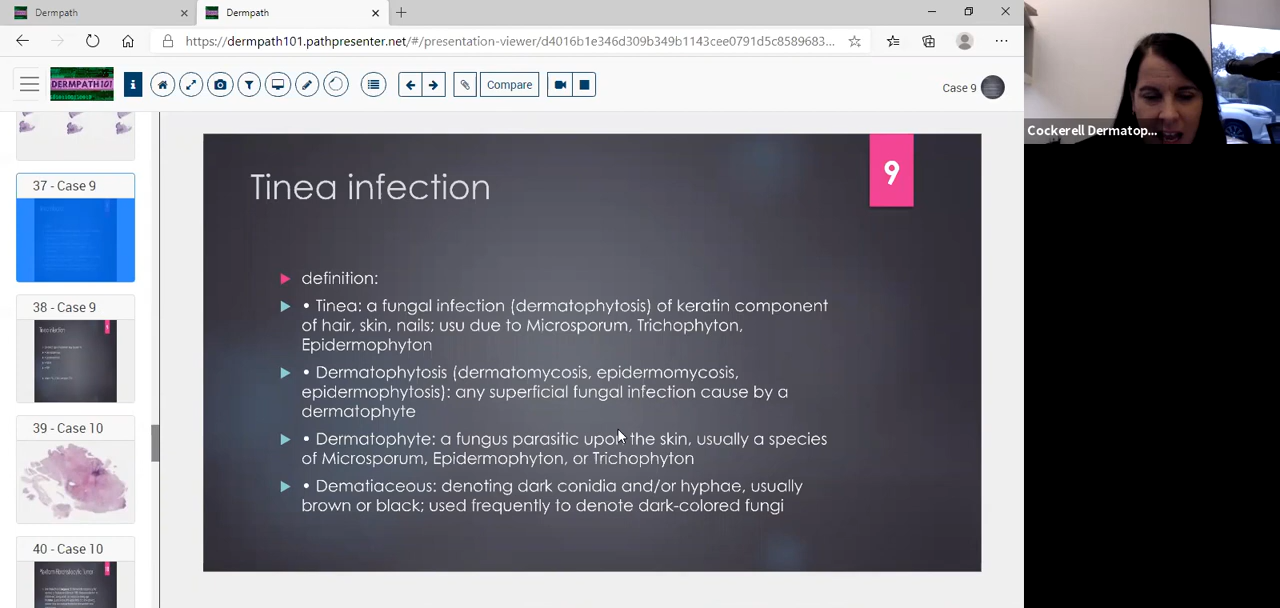 Dermpath
Dermpath
https://dermpath101.pathpresenter.net/#/presentation-viewer/d4016b1e346d309b349b1143cee0791d5c8589683...
DERMPATH101
Compare
Case 9
Cockerell Dermatop...
37 - Case 9
38 - Case 9
Tinea infection
39 - Case 10
40 - Case 10
Tinea infection
9
definition:
• Tinea: a fungal infection (dermatophytosis) of keratin component
of hair, skin, nails; usu due to Microsporum, Trichophyton,
Epidermophyton
• Dermatophytosis (dermatomycosis, epidermomycosis,
epidermophytosis): any superficial fungal infection cause by a
dermatophyte
• Dermatophyte: a fungus parasitic upon the skin, usually a species
of Microsporum, Epidermophyton, or Trichophyton
• Dematiaceous: denoting dark conidia and/or hyphae, usually
brown or black; used frequently to denote dark-colored fungi